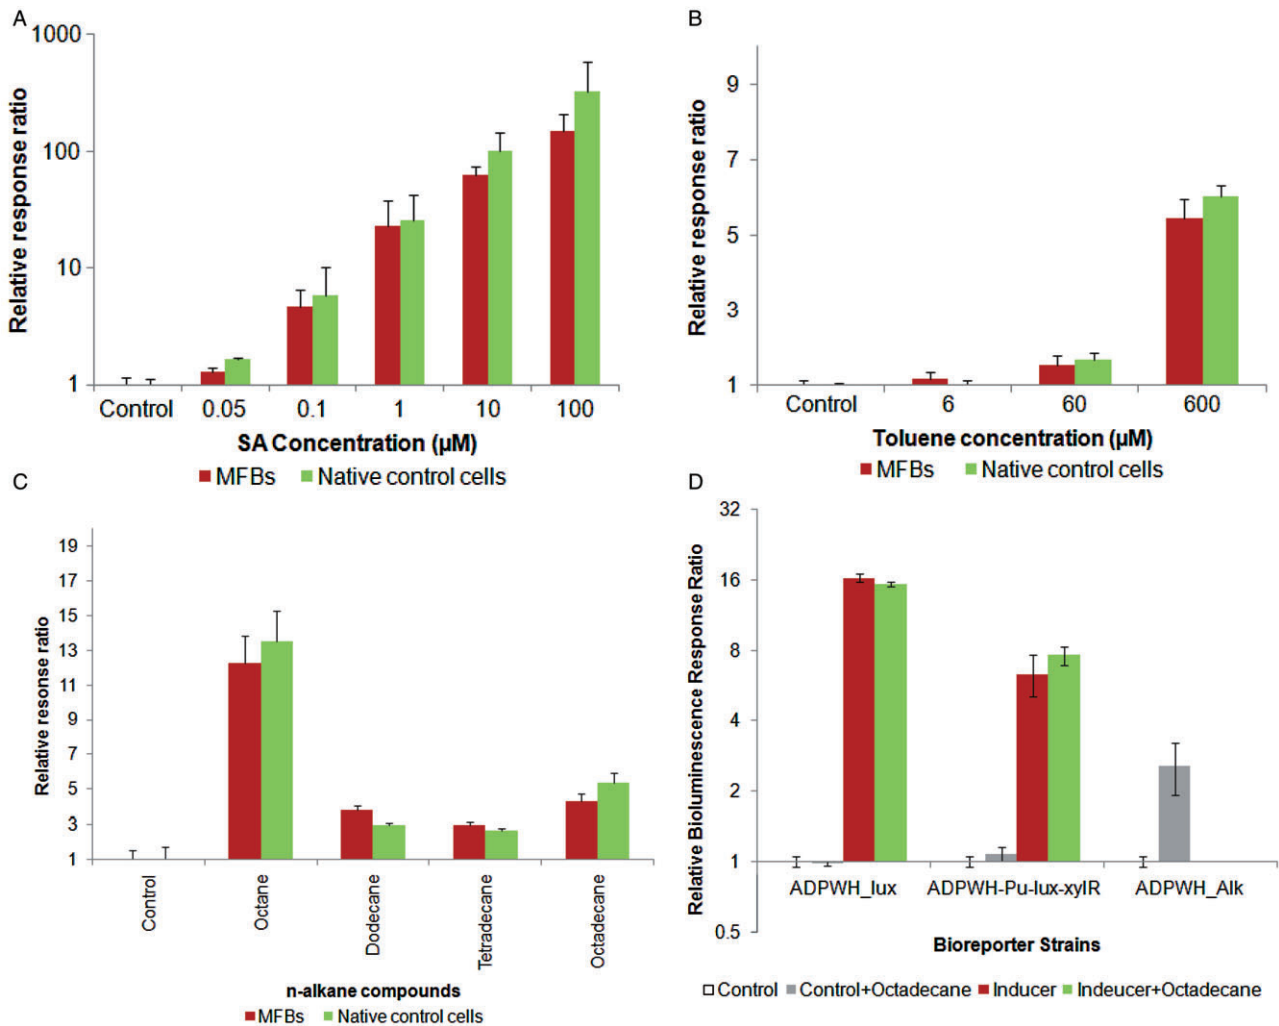 A
Relative response ratio
1000
100
10
1
Control 0.05 0.1 1 10 100
SA Concentration (µM)
MFBs Native control cells
B
Relative response ratio
9
7
5
3
1
Control 6 60 600
Toluene concentration (µM)
MFBs Native control cells
C
Relative resonse ratio
19
17
15
13
11
9
7
5
3
1
Control
Octane
Dodecane
Tetradecane
Octadecane
n-alkane compounds
MFBs Native control cells
D
Relative Bioluminescence Response Ratio
32
16
8
4
2
1
0.5
ADPWH_lux ADPWH-Pu-lux-xylR ADPWH_Alk
Bioreporter Strains
Control Control+Octadecane Inducer Indeucer+Octadecane